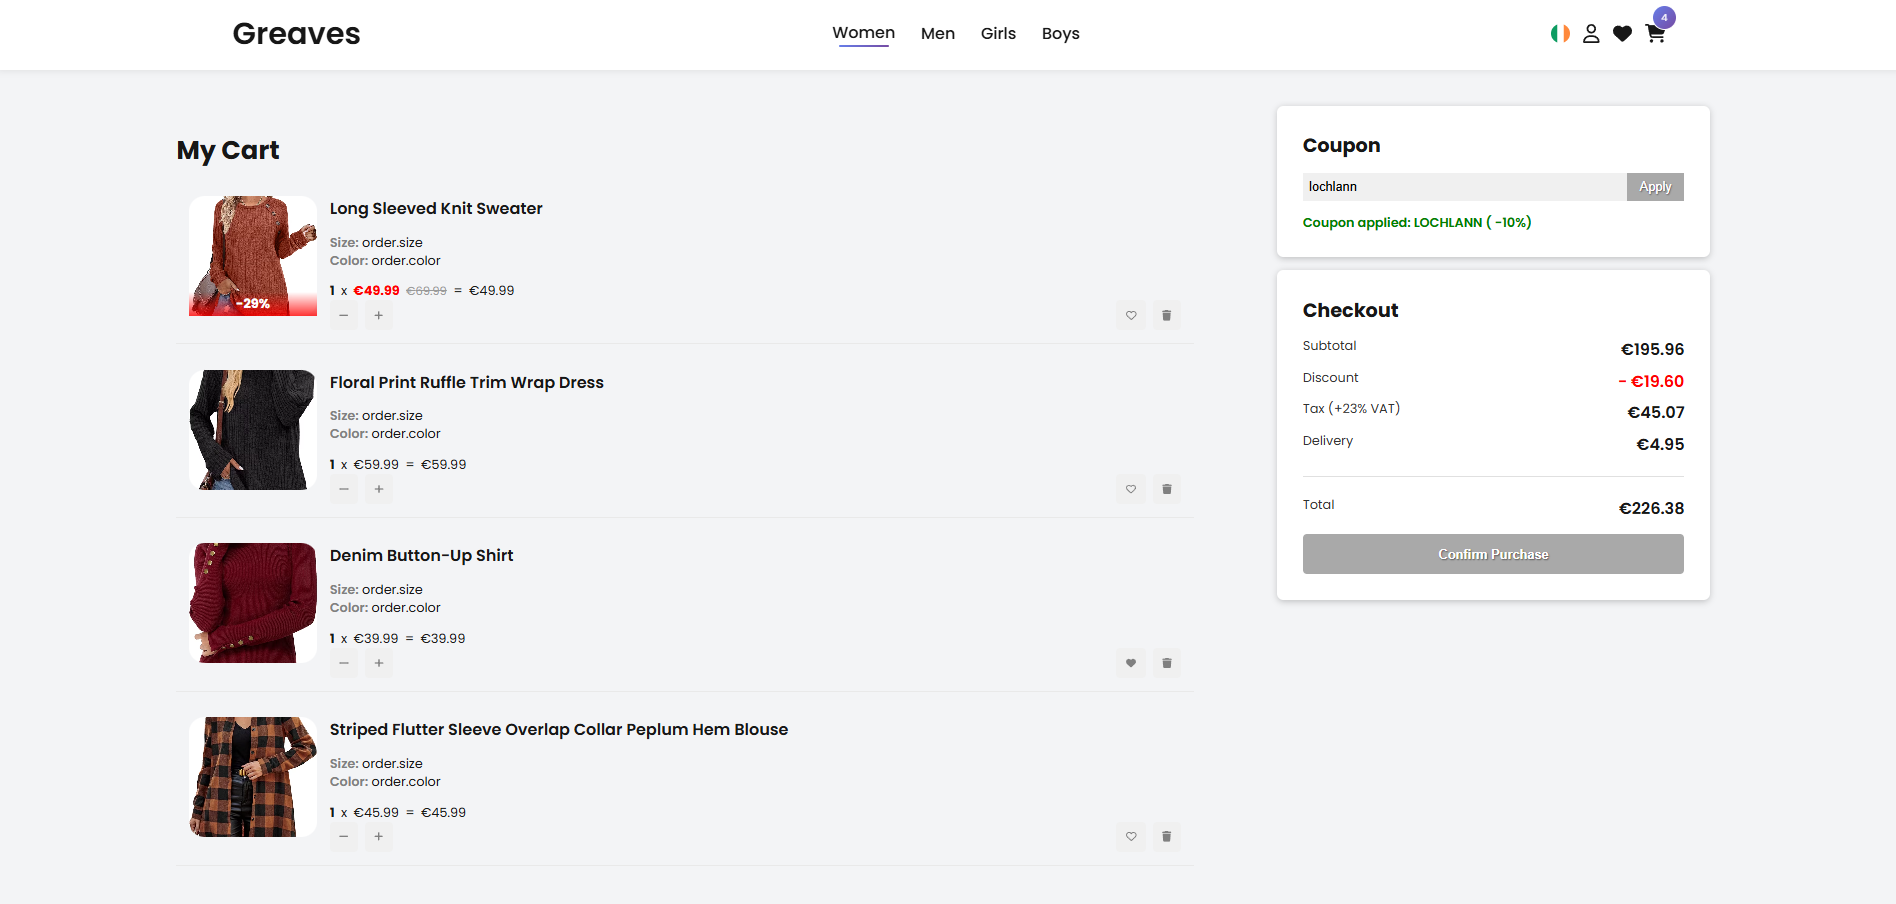 Greaves
Women Men Girls Boys
4
My Cart
Long Sleeved Knit Sweater
Size: order.size
Color: order.color
-29%
1 x €49.99 €69.99 = €49.99
− +
Floral Print Ruffle Trim Wrap Dress
Size: order.size
Color: order.color
1 x €59.99 = €59.99
− +
Denim Button-Up Shirt
Size: order.size
Color: order.color
1 x €39.99 = €39.99
− +
Striped Flutter Sleeve Overlap Collar Peplum Hem Blouse
Size: order.size
Color: order.color
1 x €45.99 = €45.99
− +
Coupon
lochlann Apply
Coupon applied: LOCHLANN ( -10%)
Checkout
Subtotal €195.96
Discount - €19.60
Tax (+23% VAT) €45.07
Delivery €4.95
Total €226.38
Confirm Purchase